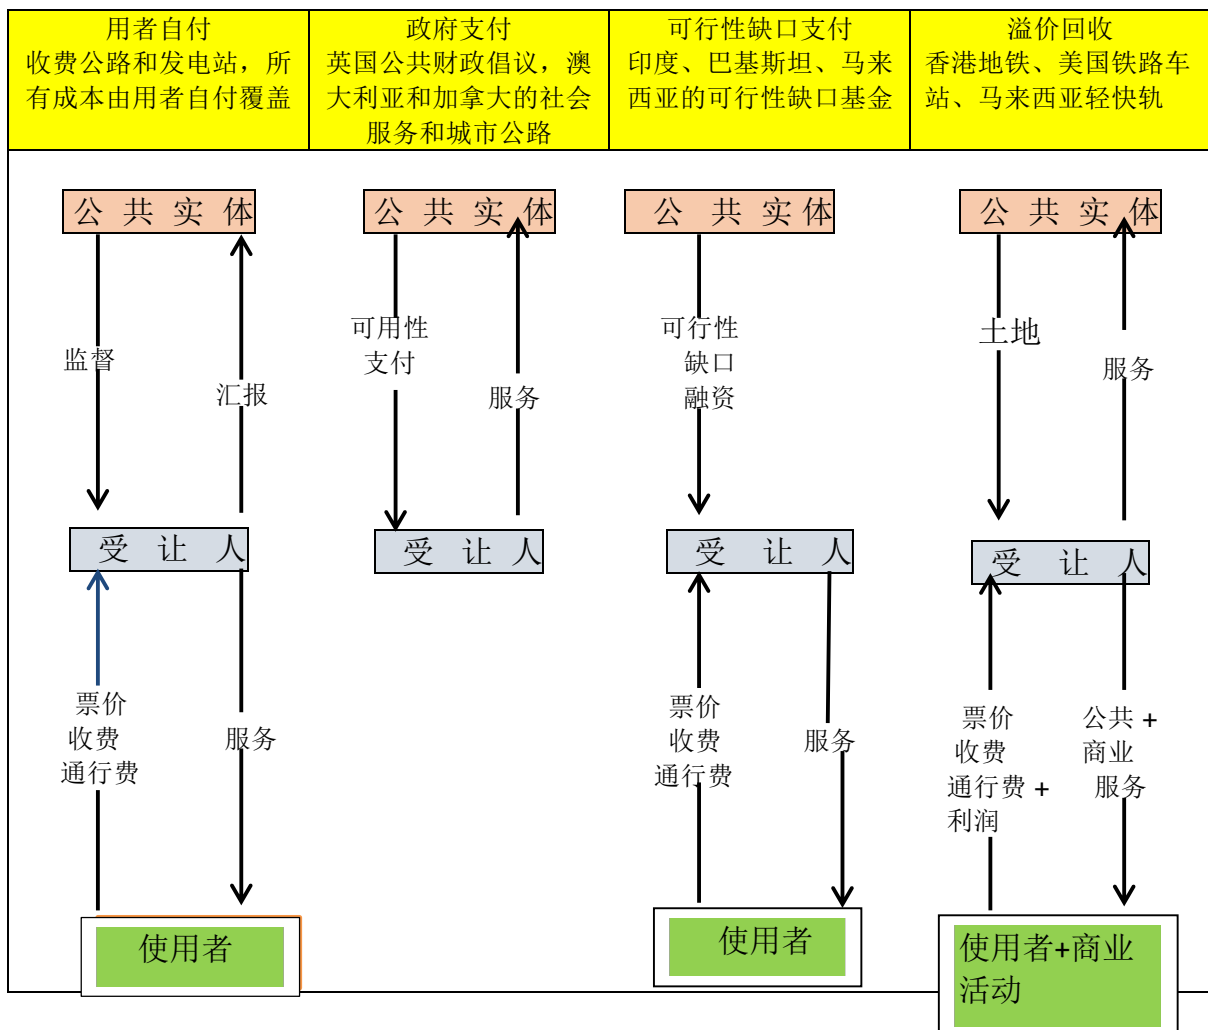 用者自付
收费公路和发电站，所
有成本由用者自付覆盖
政府支付
英国公共财政倡议，澳
大利亚和加拿大的社会
服务和城市公路
可行性缺口支付
印度、巴基斯坦、马来
西亚的可行性缺口基金
溢价回收
香港地铁、美国铁路车
站、马来西亚轻快轨
公共实体
监督
汇报
受让人
票价
收费
通行费
服务
使用者
公共实体
可用性
支付
服务
受让人
公共实体
可行性
缺口
融资
受让人
票价
收费
通行费
服务
使用者
公共实体
土地
服务
受让人
票价
收费
通行费 +
利润
公共 +
商业
服务
使用者+商业
活动